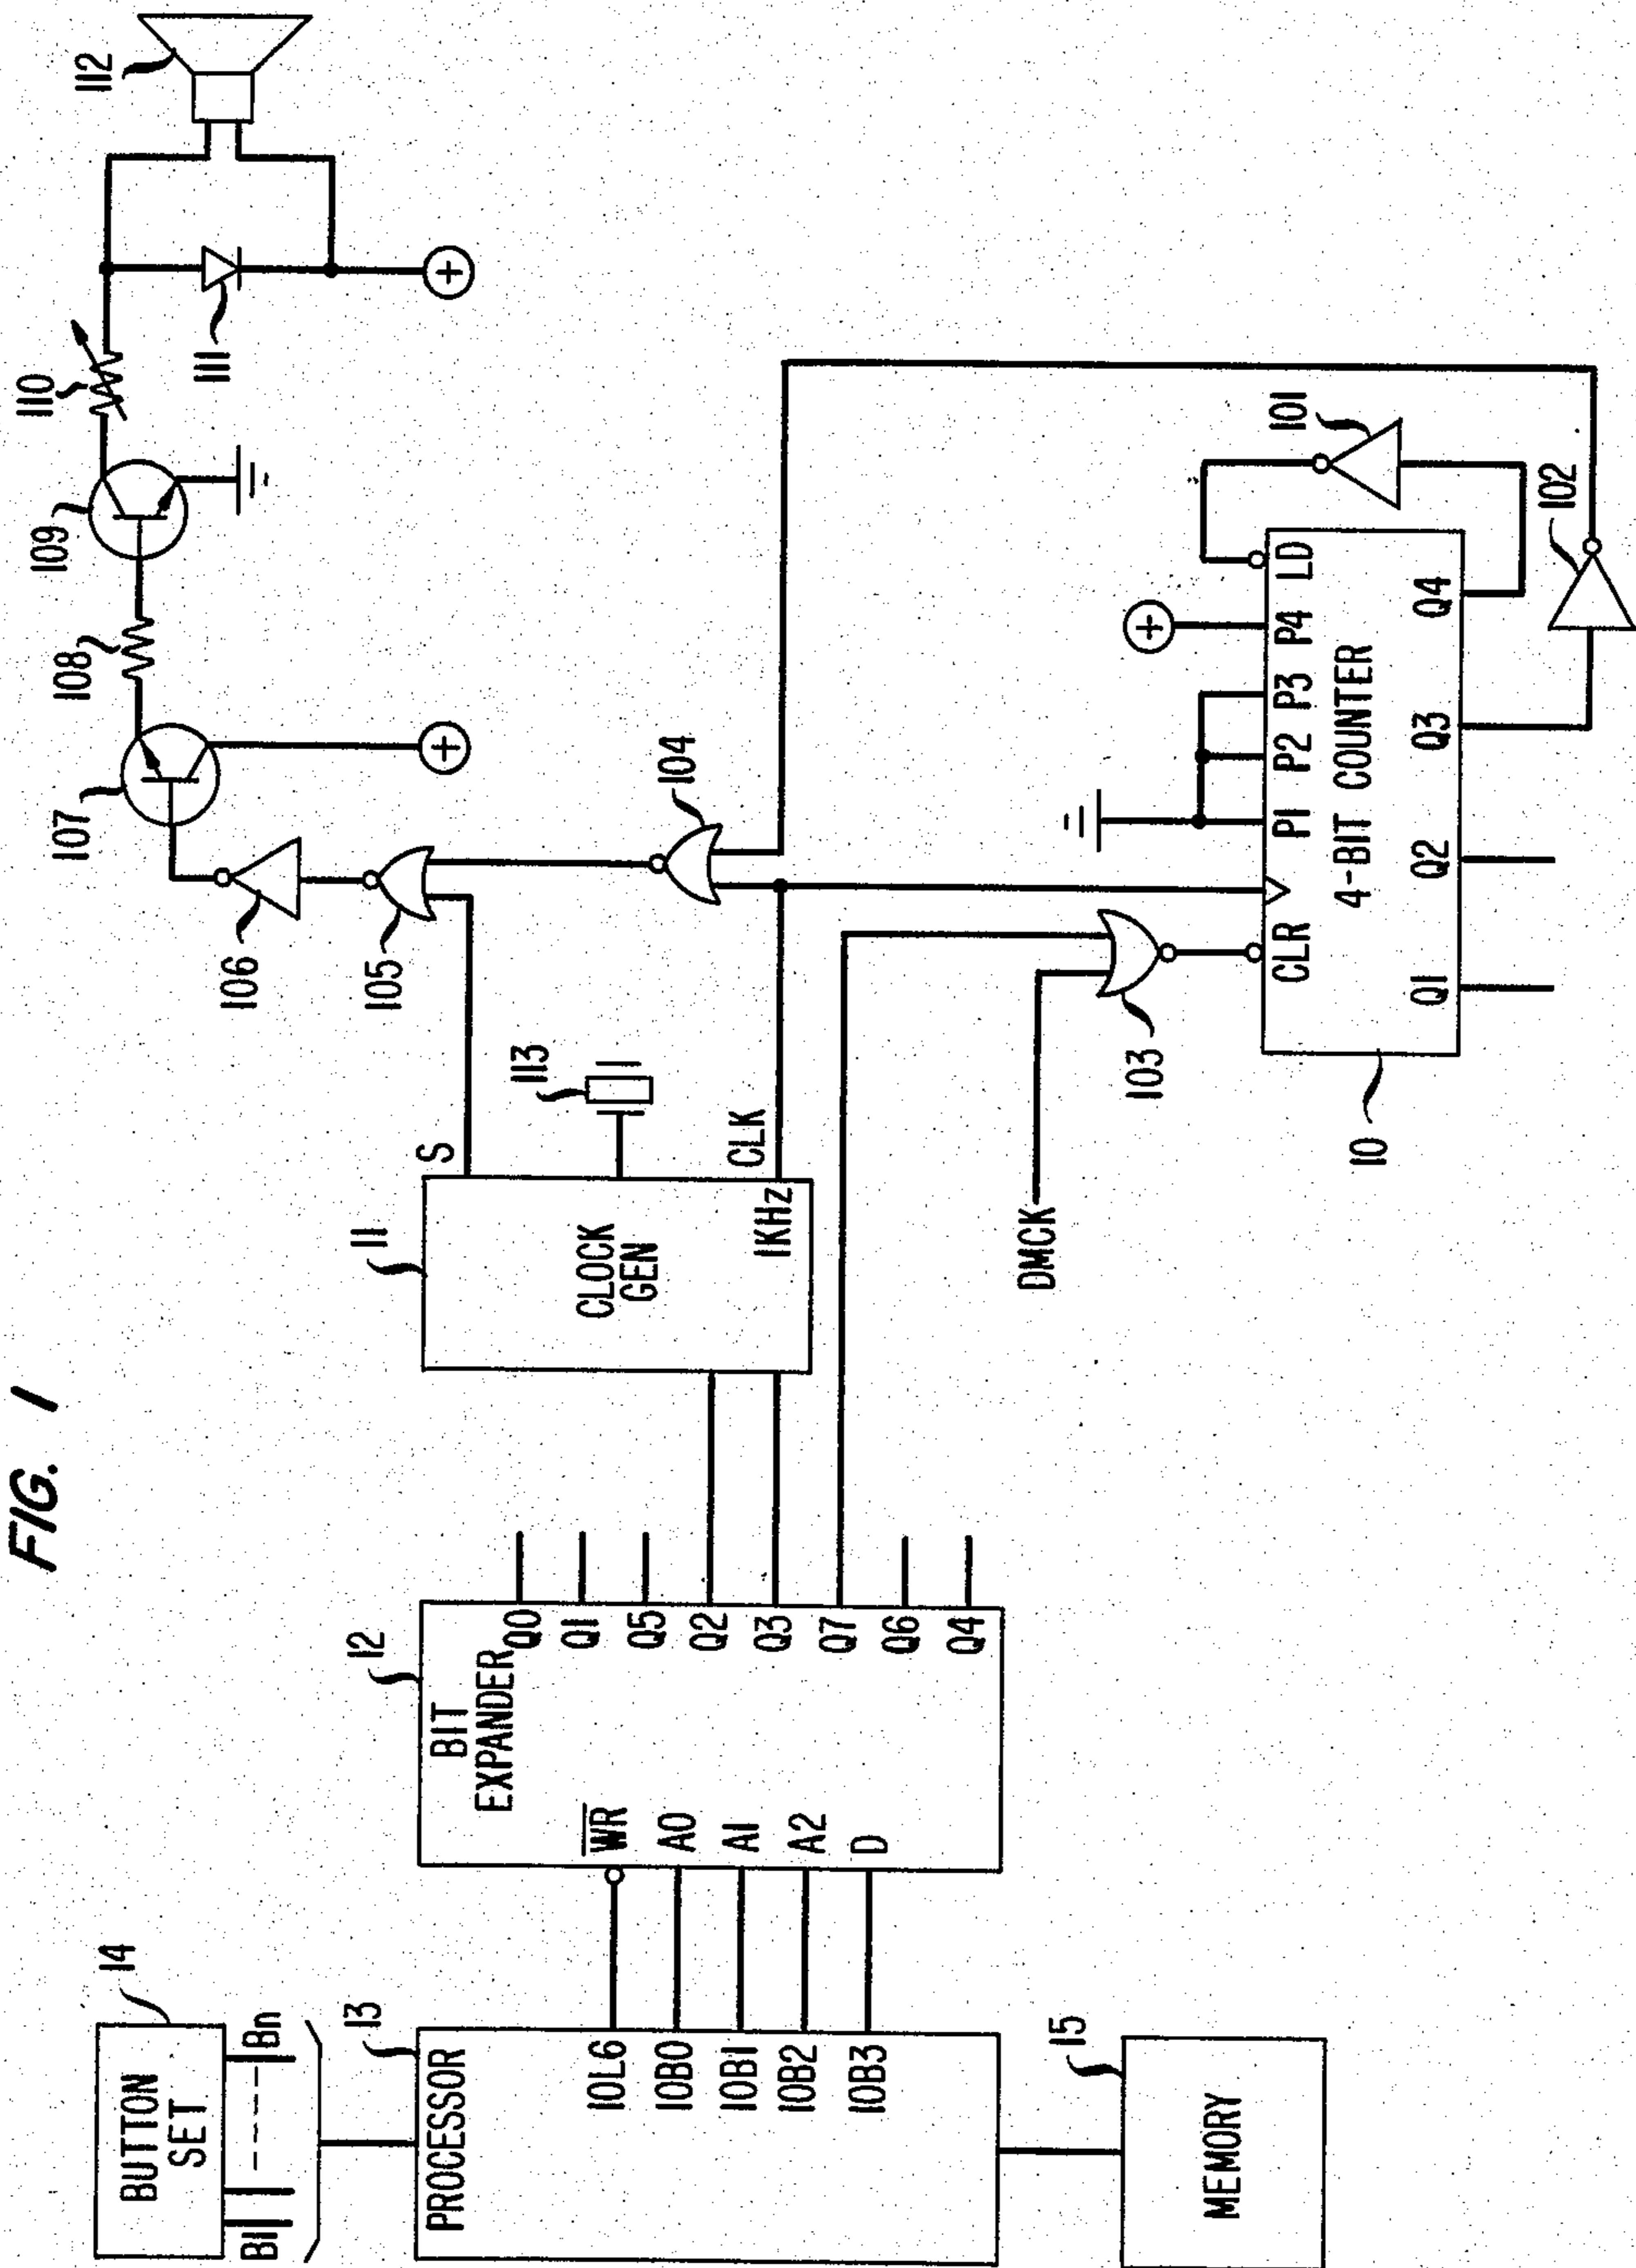 FIG. 1
14
BUTTON
SET
B1
Bn
13
PROCESSOR
IOL6
IOB0
IOB1
IOB2
IOB3
15
MEMORY
12
BIT
EXPANDER
WR
A0
A1
A2
D
Q0
Q1
Q5
Q2
Q3
Q7
Q6
Q4
11
CLOCK
GEN
1KHz
S
CLK
113
DMCK
103
104
105
106
107
108
109
110
111
112
10
4-BIT COUNTER
CLR
P1
P2
P3
P4
LD
Q1
Q2
Q3
Q4
101
102
+
+
+